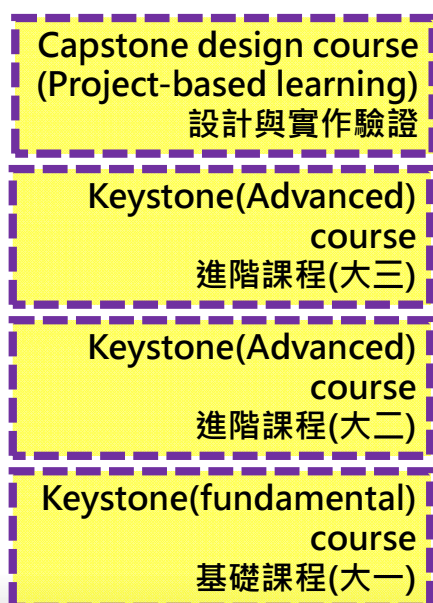 Capstone design course
(Project-based learning)
設計與實作驗證
Keystone(Advanced)
course
進階課程(大三)
Keystone(Advanced)
course
進階課程(大二)
Keystone(fundamental)
course
基礎課程(大一)